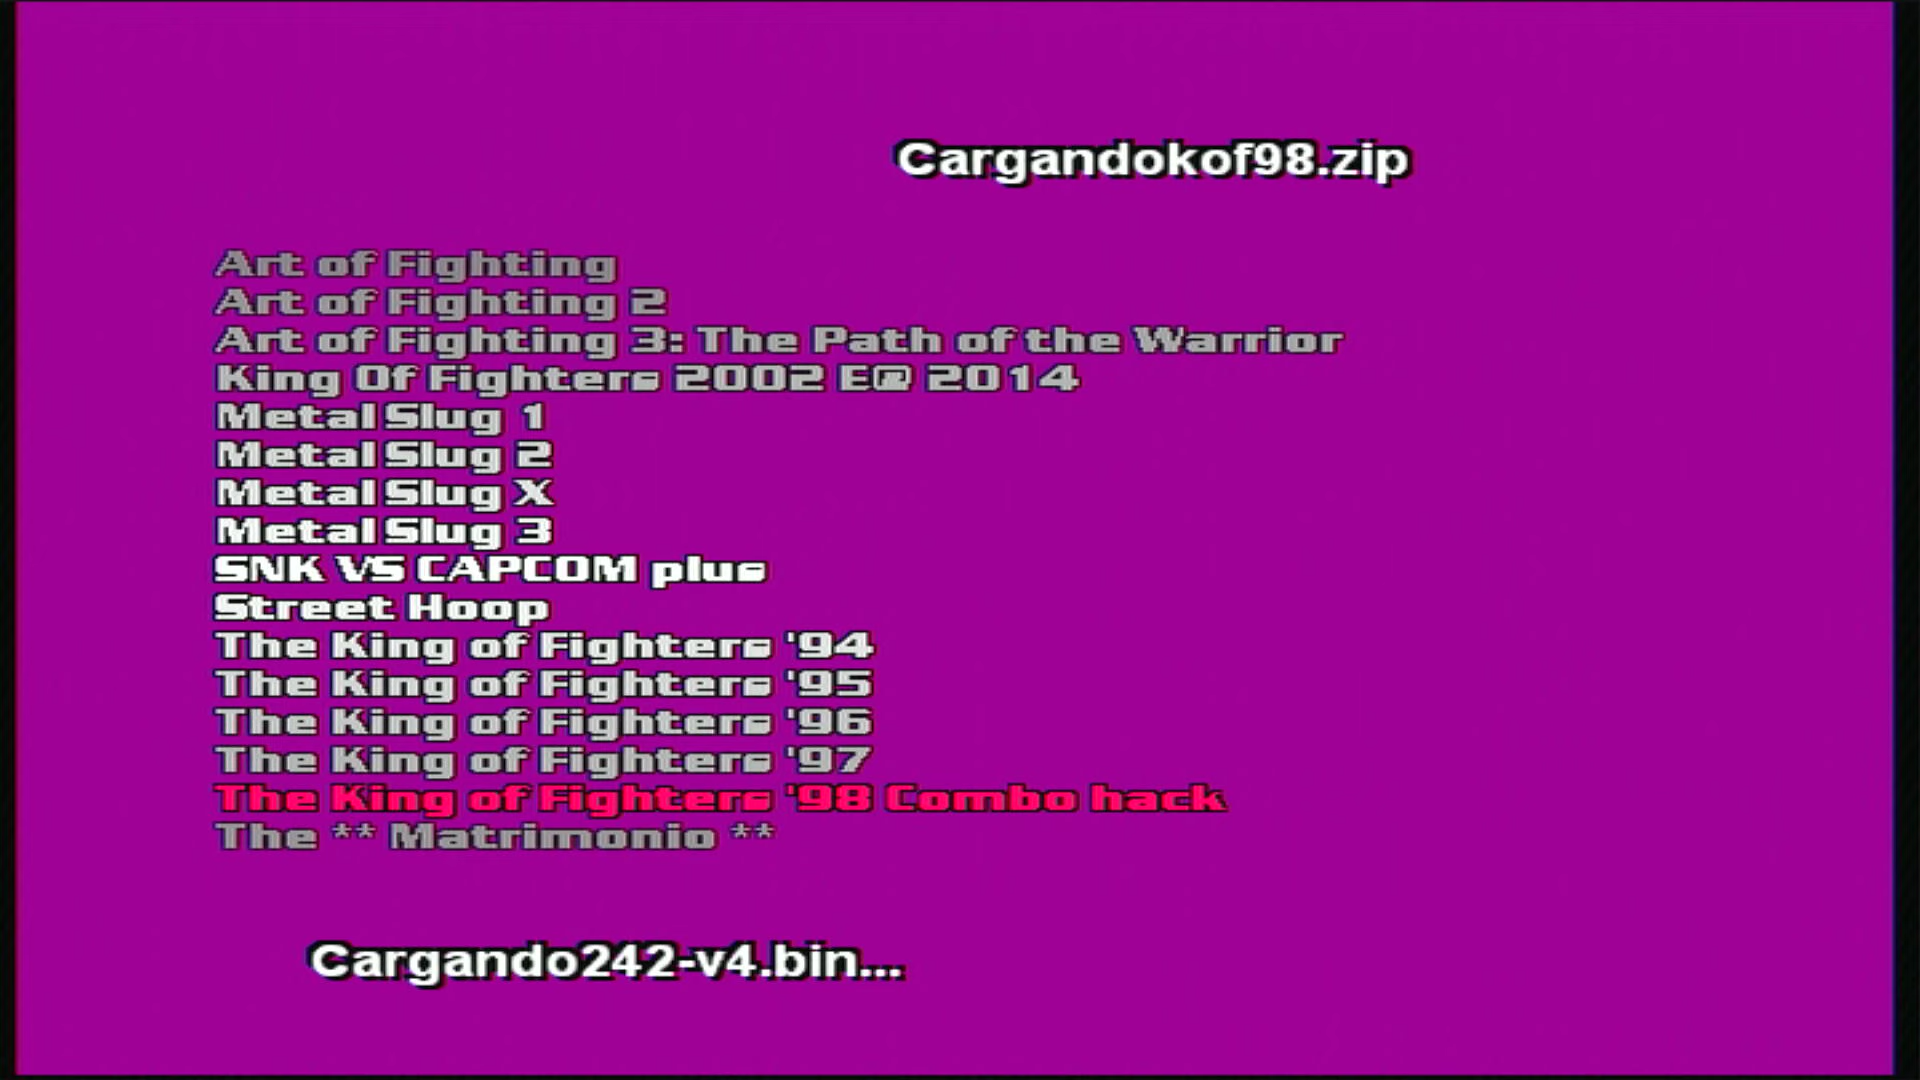 Cargandokof98.zip
Art of Fighting
Art of Fighting 2
Art of Fighting 3: The Path of the Warrior
King Of Fighters 2002 E@ 2014
Metal Slug 1
Metal Slug 2
Metal Slug X
Metal Slug 3
SNK VS CAPCOM plus
Street Hoop
The King of Fighters '94
The King of Fighters '95
The King of Fighters '96
The King of Fighters '97
The King of Fighters '98 Combo hack
The ** Matrimonio **
Cargando242-v4.bin...